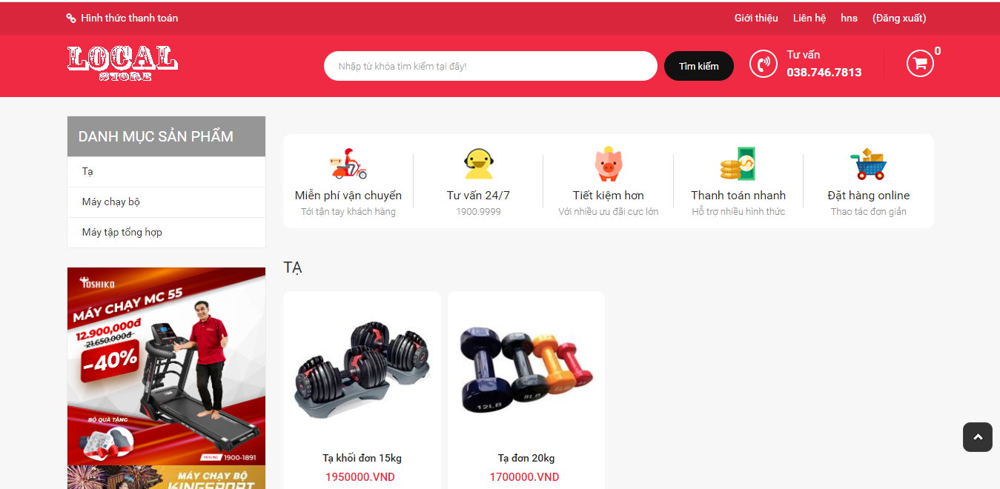 Hình thức thanh toán
Giới thiệu
Liên hệ
hns
(Đăng xuất)
LOCAL
STORE
Nhập từ khóa tìm kiếm tại đây!
Tìm kiếm
Tư vấn
038.746.7813
0
DANH MỤC SẢN PHẨM
Tạ
Máy chạy bộ
Máy tập tổng hợp
Miễn phí vận chuyển
Tới tận tay khách hàng
Tư vấn 24/7
1900.9999
Tiết kiệm hơn
Với nhiều ưu đãi cực lớn
Thanh toán nhanh
Hỗ trợ nhiều hình thức
Đặt hàng online
Thao tác đơn giản
TOSHIKO
MÁY CHẠY MC 55
12.900,000đ
21.650.000đ
-40%
BỘ QUÀ TẶNG
HOTLINE 1900-1891
MÁY CHẠY BỘ
KINGSPORT
TẠ
12LB
8LB
6LB
Tạ khối đơn 15kg
1950000.VND
Tạ đơn 20kg
1700000.VND